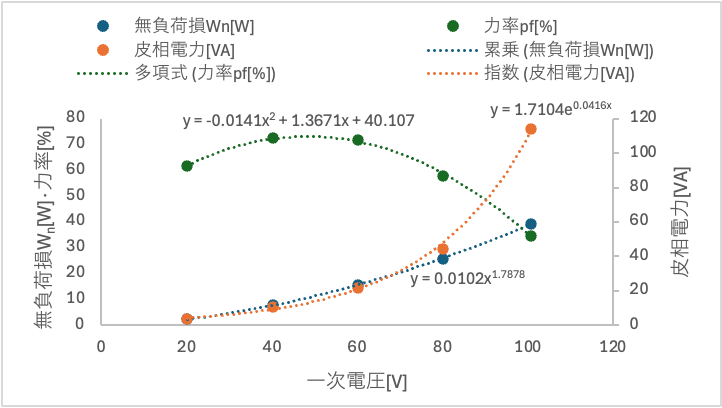 無負荷損Wn[W]
力率pf[%]
皮相電力[VA]
累乗 (無負荷損Wn[W])
多項式 (力率pf[%])
指数 (皮相電力[VA])
y = 1.7104e^0.0416x
y = -0.0141x² + 1.3671x + 40.107
y = 0.0102x^1.7878
80
70
60
50
40
30
20
10
0
無負荷損Wn[W]・力率[%]
120
100
80
60
40
20
0
皮相電力[VA]
0
20
40
60
80
100
120
一次電圧[V]